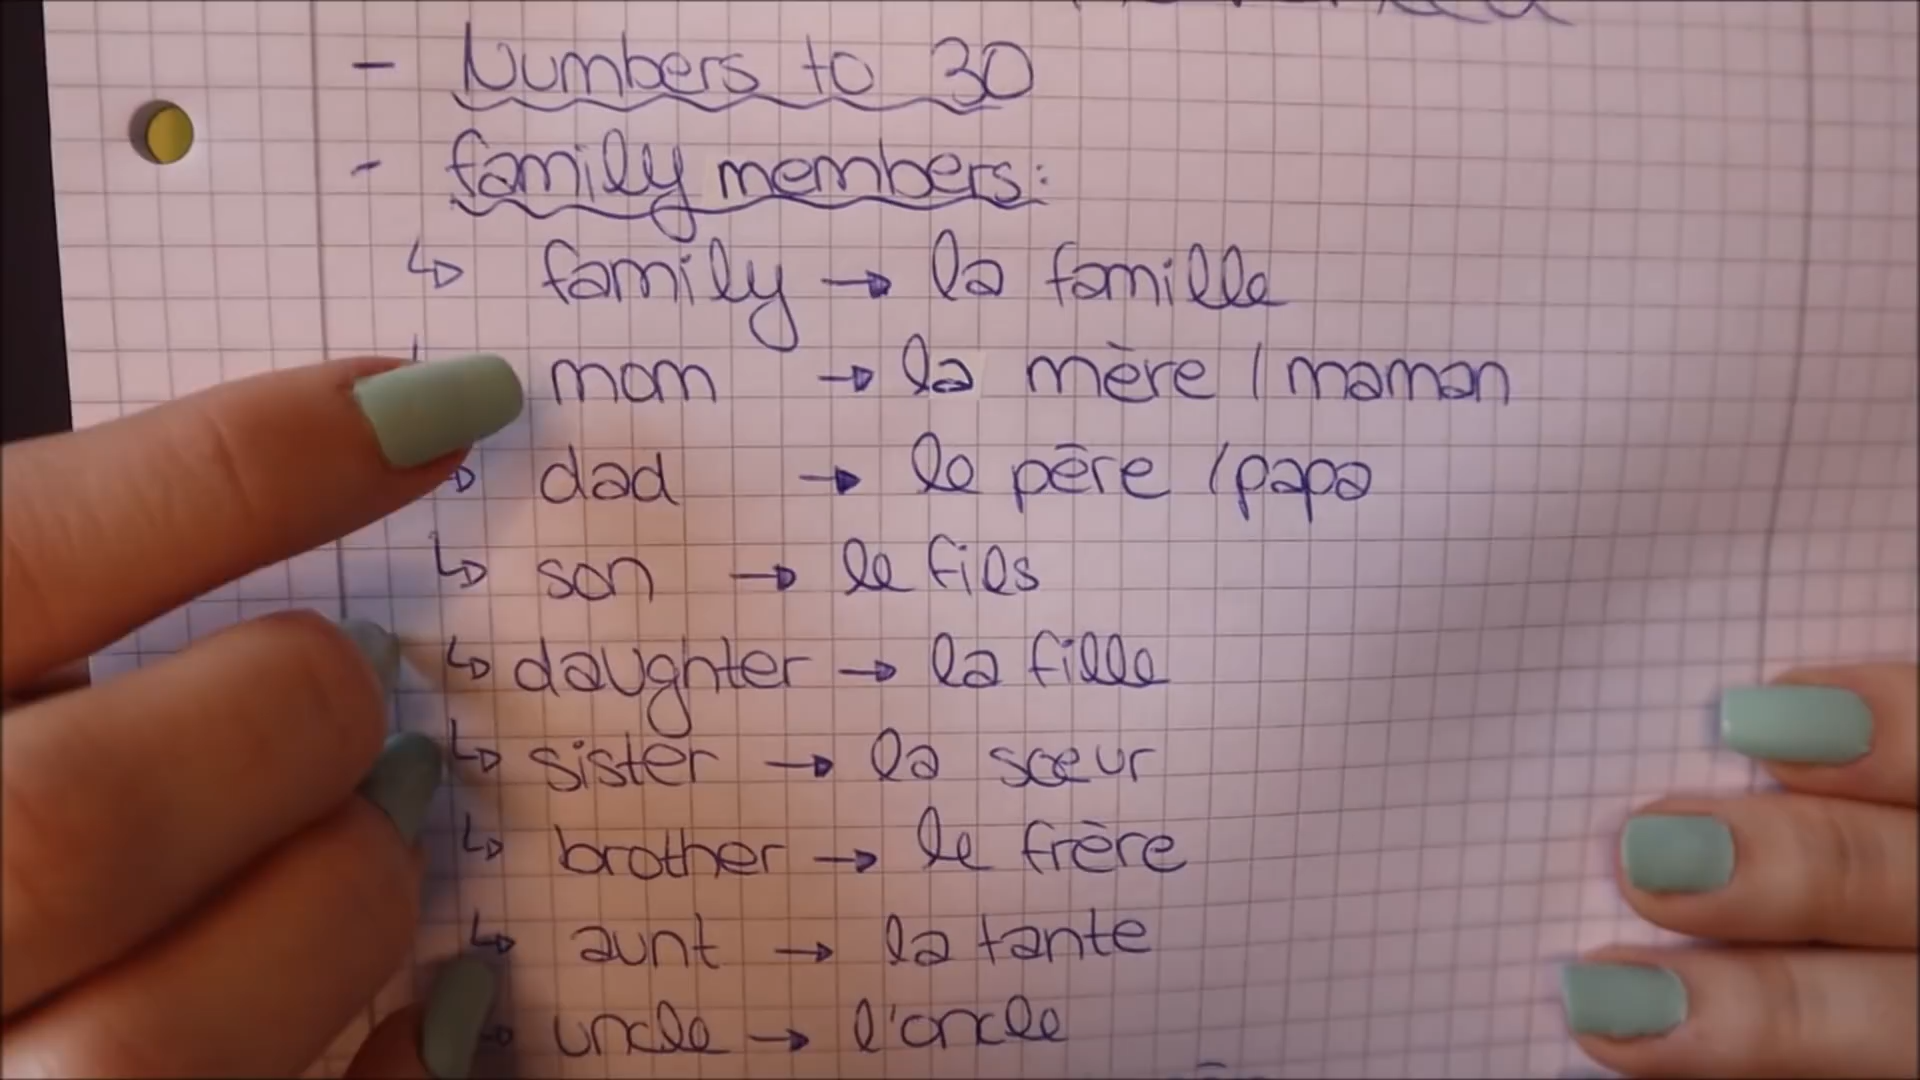 - Numbers to 30
- family members:
↳ family → la famille
mom → la mère / maman
dad → le père / papa
↳ son → le fils
↳ daughter → la fille
↳ sister → la sœur
↳ brother → le frère
↳ aunt → la tante
uncle → l'oncle